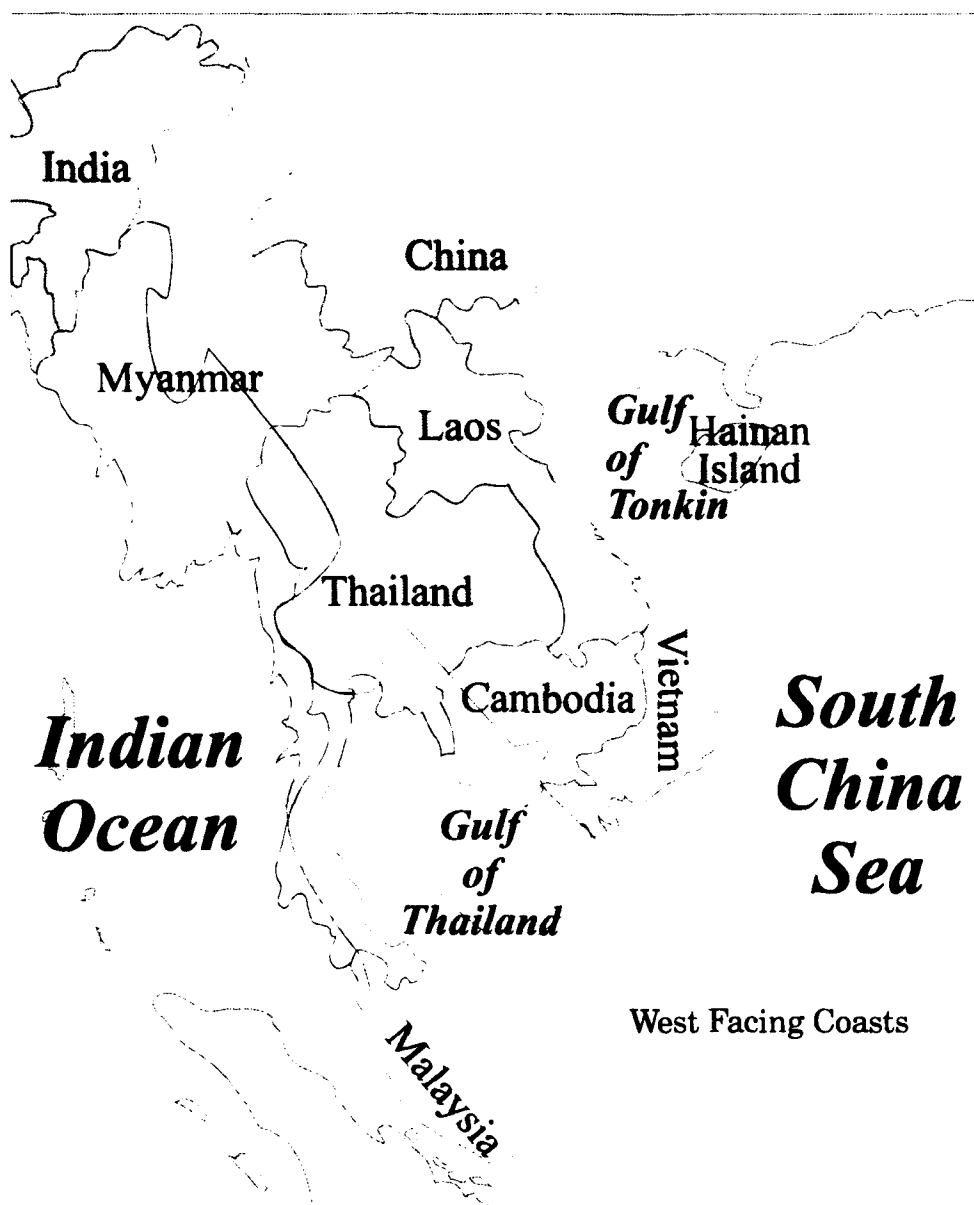 India
China
Myanmar
Laos
Gulf
of
Tonkin
Hainan
Island
Thailand
Vietnam
Cambodia
Indian
Ocean
South
China
Sea
Gulf
of
Thailand
West Facing Coasts
Malaysia